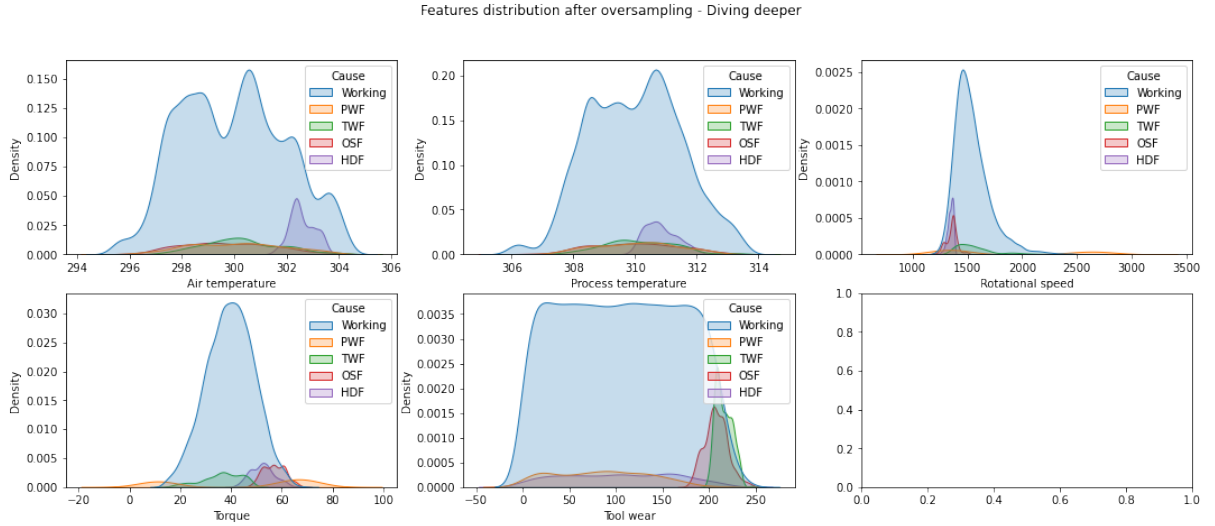 Features distribution after oversampling - Diving deeper
0.150
0.125
0.100
0.075
0.050
0.025
0.000
Density
294 296 298 300 302 304 306
Air temperature
Cause
Working
PWF
TWF
OSF
HDF
0.20
0.15
0.10
0.05
0.00
Density
306 308 310 312 314
Process temperature
Cause
Working
PWF
TWF
OSF
HDF
0.0025
0.0020
0.0015
0.0010
0.0005
0.0000
Density
1000 1500 2000 2500 3000 3500
Rotational speed
Cause
Working
PWF
TWF
OSF
HDF
0.030
0.025
0.020
0.015
0.010
0.005
0.000
Density
−20 0 20 40 60 80 100
Torque
Cause
Working
PWF
TWF
OSF
HDF
0.0035
0.0030
0.0025
0.0020
0.0015
0.0010
0.0005
0.0000
Density
−50 0 50 100 150 200 250
Tool wear
Cause
Working
PWF
TWF
OSF
HDF
1.0
0.8
0.6
0.4
0.2
0.0
0.0 0.2 0.4 0.6 0.8 1.0